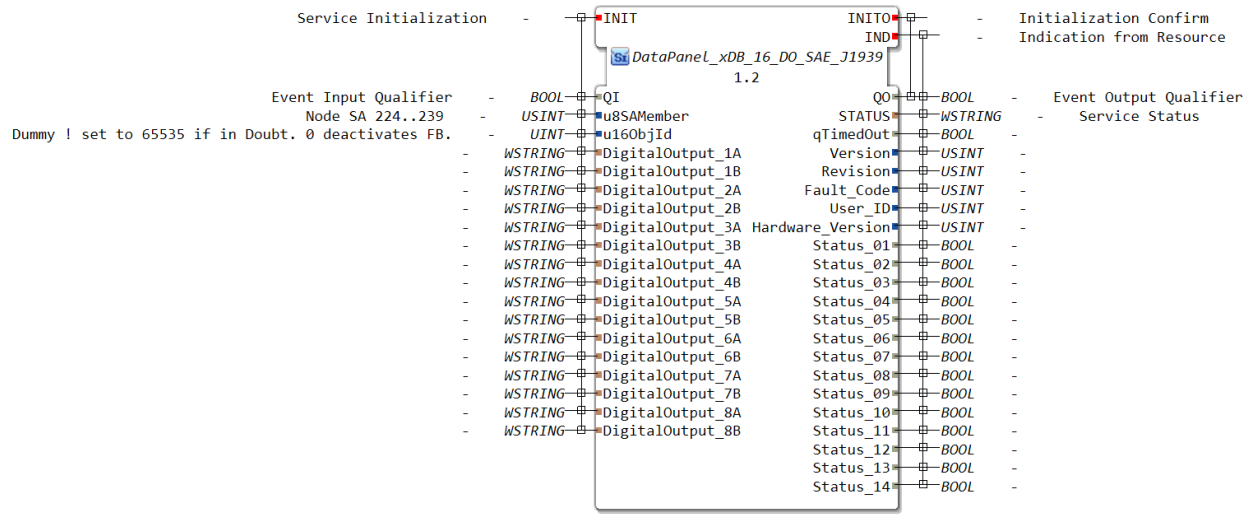 Service Initialization - INIT INITO - Initialization Confirm
IND - Indication from Resource
Si DataPanel_xDB_16_DO_SAE_J1939
1.2
Event Input Qualifier - BOOL QI QO BOOL - Event Output Qualifier
Node SA 224..239 - USINT u8SAMember STATUS WSTRING - Service Status
Dummy ! set to 65535 if in Doubt. 0 deactivates FB. - UINT u16ObjId qTimedOut BOOL -
- WSTRING DigitalOutput_1A Version USINT -
- WSTRING DigitalOutput_1B Revision USINT -
- WSTRING DigitalOutput_2A Fault_Code USINT -
- WSTRING DigitalOutput_2B User_ID USINT -
- WSTRING DigitalOutput_3A Hardware_Version USINT -
- WSTRING DigitalOutput_3B Status_01 BOOL -
- WSTRING DigitalOutput_4A Status_02 BOOL -
- WSTRING DigitalOutput_4B Status_03 BOOL -
- WSTRING DigitalOutput_5A Status_04 BOOL -
- WSTRING DigitalOutput_5B Status_05 BOOL -
- WSTRING DigitalOutput_6A Status_06 BOOL -
- WSTRING DigitalOutput_6B Status_07 BOOL -
- WSTRING DigitalOutput_7A Status_08 BOOL -
- WSTRING DigitalOutput_7B Status_09 BOOL -
- WSTRING DigitalOutput_8A Status_10 BOOL -
- WSTRING DigitalOutput_8B Status_11 BOOL -
Status_12 BOOL -
Status_13 BOOL -
Status_14 BOOL -